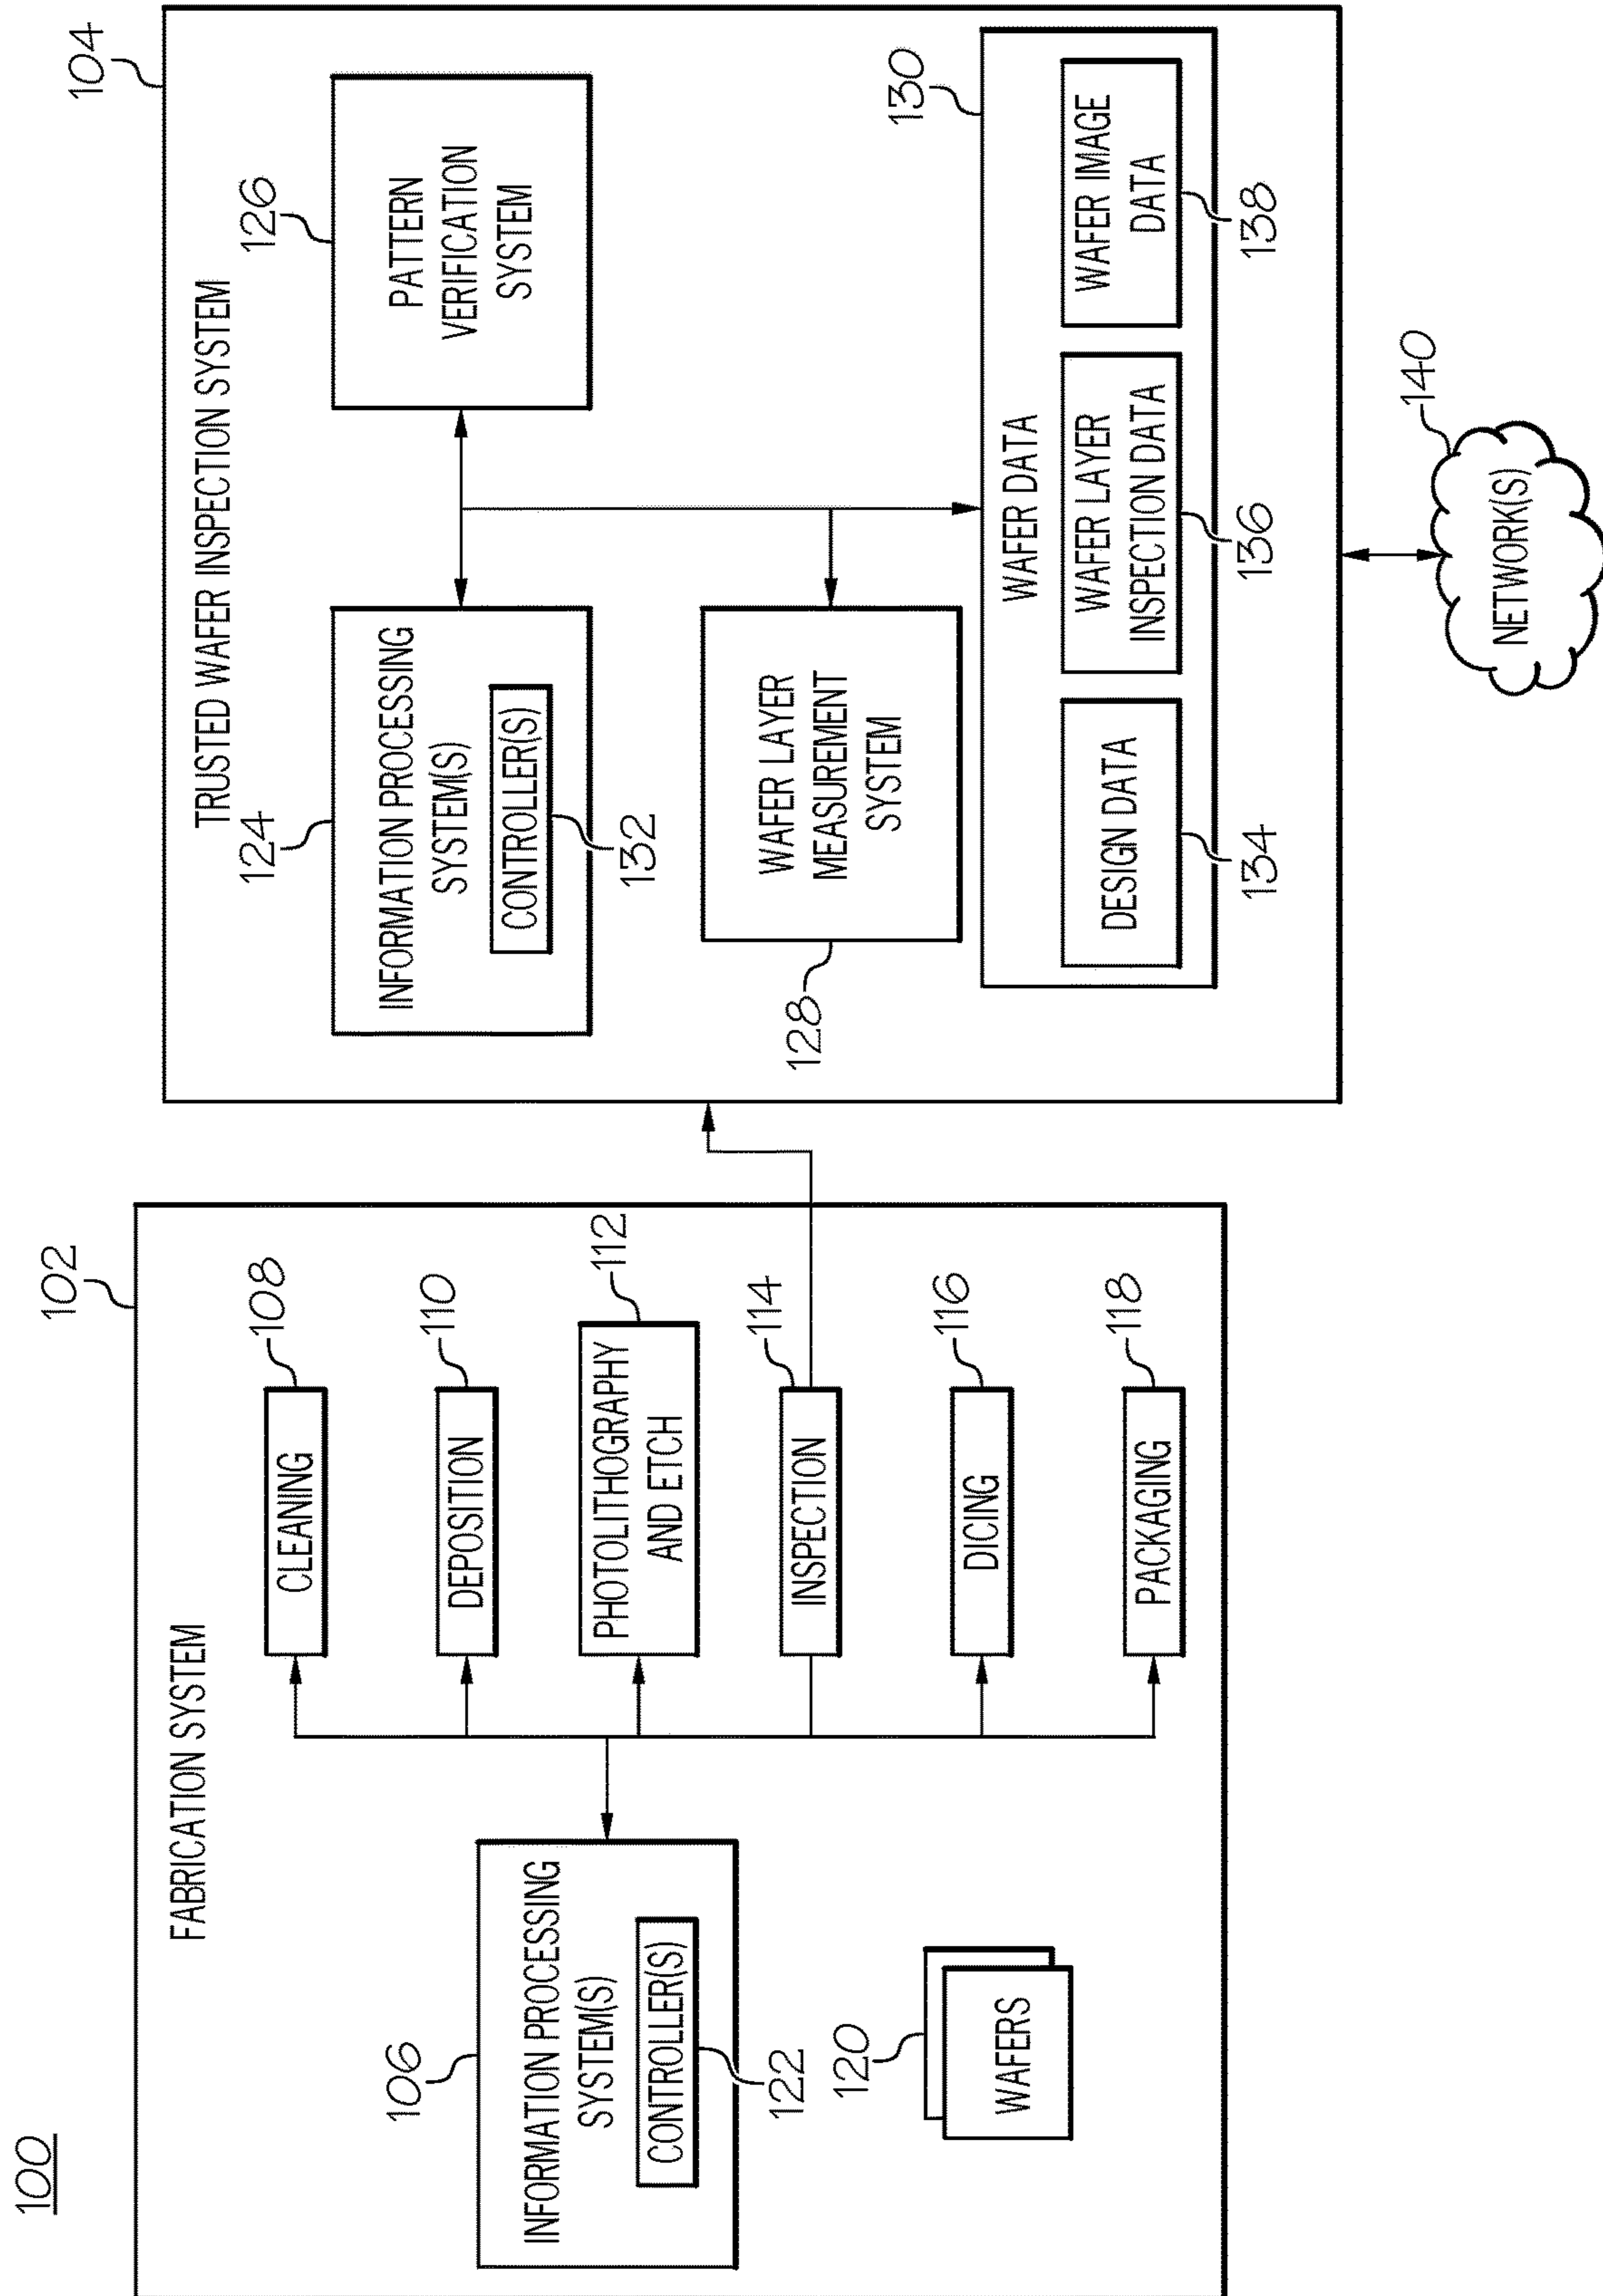 100
102
FABRICATION SYSTEM
106
INFORMATION PROCESSING
SYSTEM(S)
CONTROLLER(S)
122
120
WAFERS
CLEANING
108
DEPOSITION
110
PHOTOLITHOGRAPHY
AND ETCH
112
INSPECTION
114
DICING
116
PACKAGING
118
104
TRUSTED WAFER INSPECTION SYSTEM
124
INFORMATION PROCESSING
SYSTEM(S)
CONTROLLER(S)
132
126
PATTERN
VERIFICATION
SYSTEM
WAFER LAYER
MEASUREMENT
SYSTEM
128
130
WAFER DATA
DESIGN DATA
134
WAFER LAYER
INSPECTION DATA
136
WAFER IMAGE
DATA
138
140
NETWORK(S)